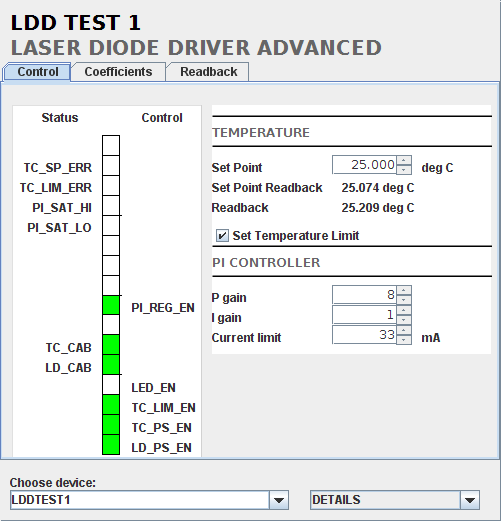 LDD TEST 1
LASER DIODE DRIVER ADVANCED
Control Coefficients Readback
Status Control
TC_SP_ERR
TC_LIM_ERR
PI_SAT_HI
PI_SAT_LO
PI_REG_EN
TC_CAB
LD_CAB
LED_EN
TC_LIM_EN
TC_PS_EN
LD_PS_EN
TEMPERATURE
Set Point 25.000 deg C
Set Point Readback 25.074 deg C
Readback 25.209 deg C
Set Temperature Limit
PI CONTROLLER
P gain 8
I gain 1
Current limit 33 mA
Choose device:
LDDTEST1 DETAILS